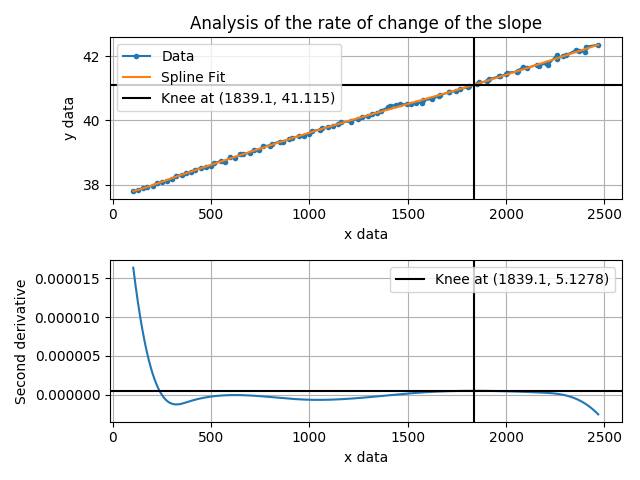 Analysis of the rate of change of the slope
42
40
38
y data
Data
Spline Fit
Knee at (1839.1, 41.115)
0 500 1000 1500 2000 2500
x data
0.000015
0.000010
0.000005
0.000000
Second derivative
Knee at (1839.1, 5.1278)
0 500 1000 1500 2000 2500
x data